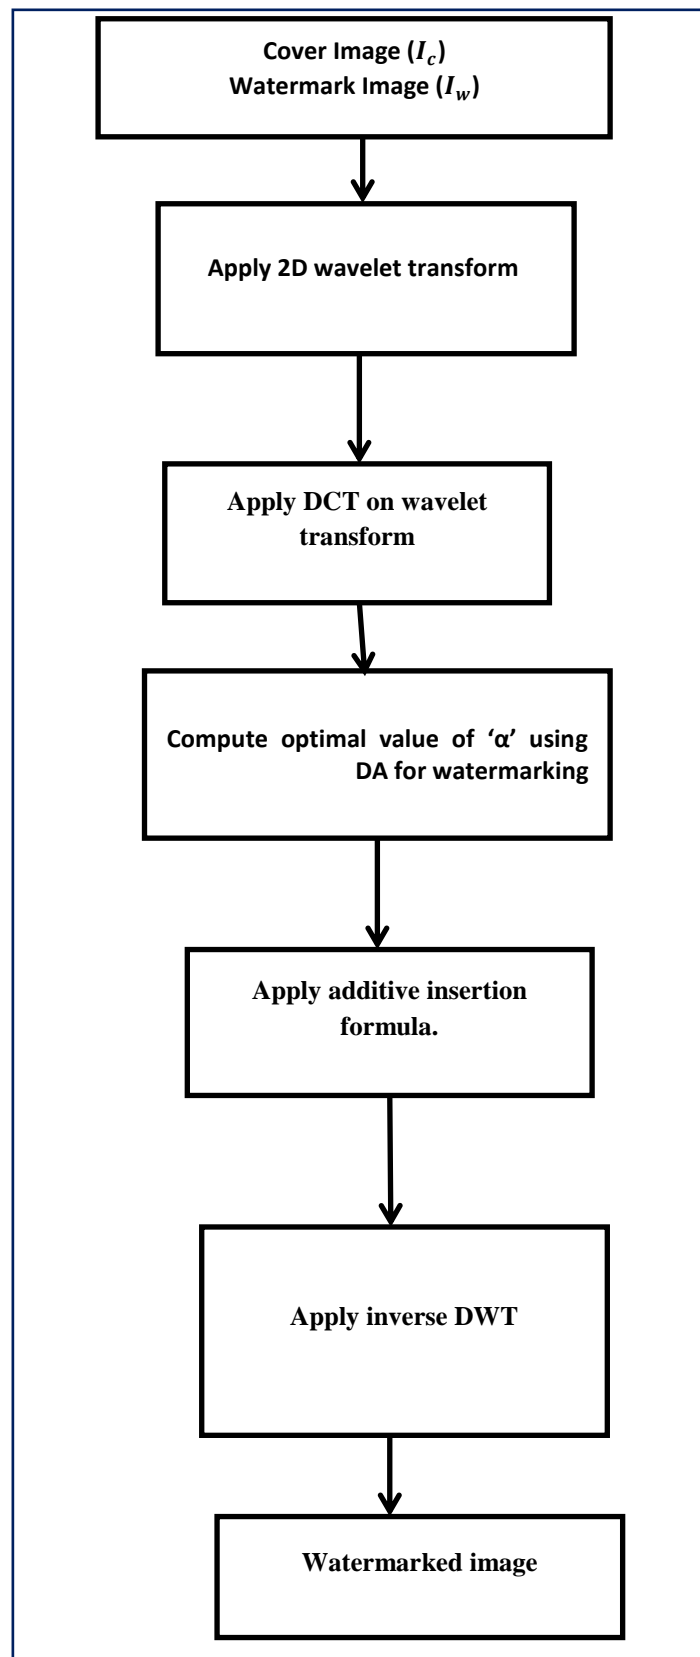 Cover Image (I_c)
Watermark Image (I_w)
Apply 2D wavelet transform
Apply DCT on wavelet
transform
Compute optimal value of ‘α’ using
DA for watermarking
Apply additive insertion
formula.
Apply inverse DWT
Watermarked image